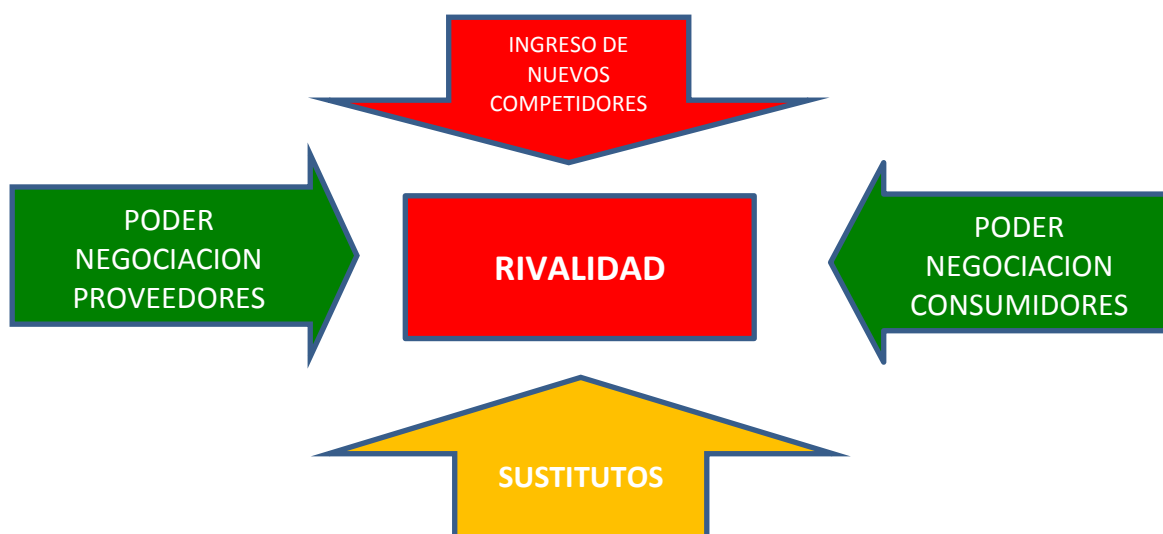 INGRESO DE
NUEVOS
COMPETIDORES
PODER
NEGOCIACION
PROVEEDORES
RIVALIDAD
PODER
NEGOCIACION
CONSUMIDORES
SUSTITUTOS